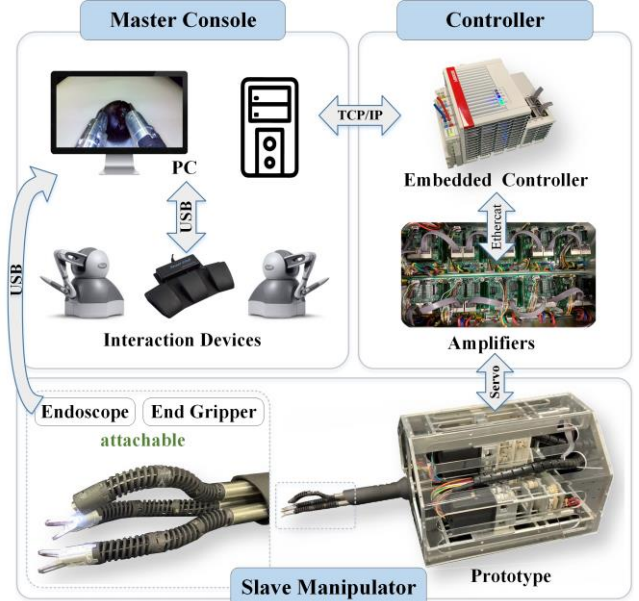 Master Console
Controller
PC
TCP/IP
Embedded Controller
USB
Ethercat
USB
Interaction Devices
Amplifiers
Servo
Endoscope
End Gripper
attachable
Prototype
Slave Manipulator